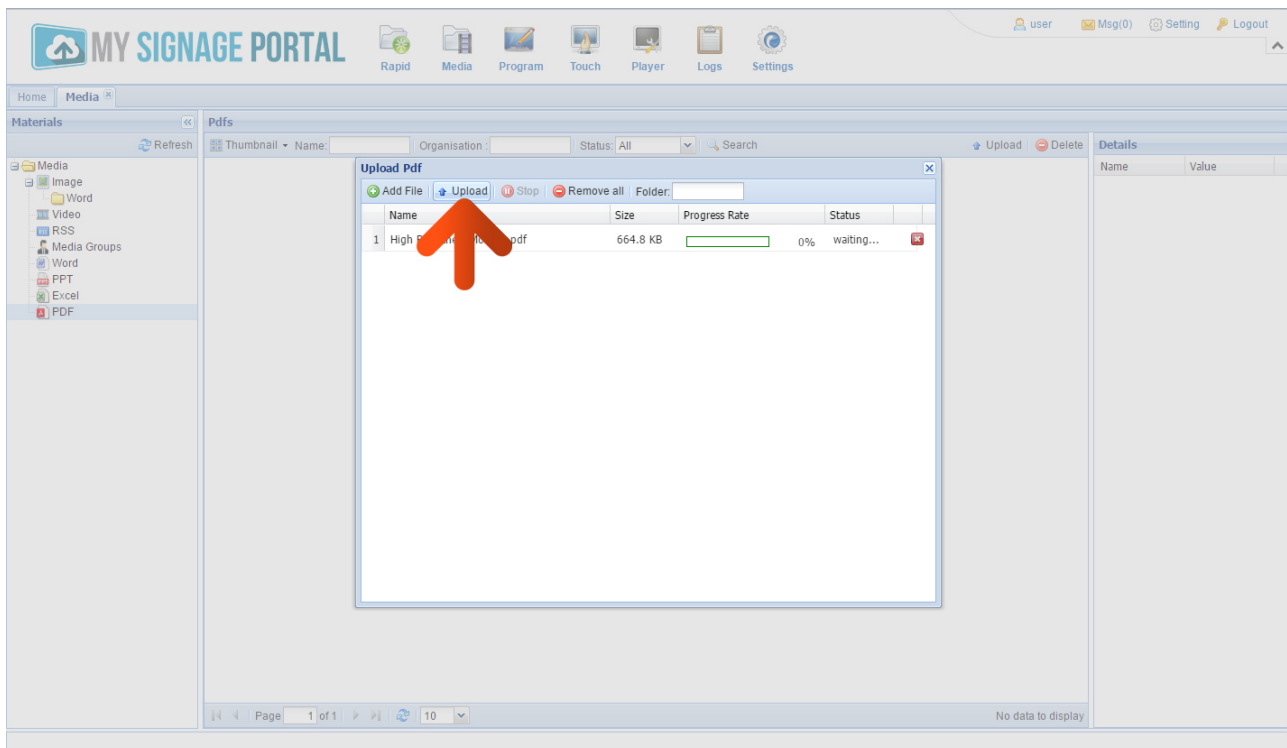 MY SIGNAGE PORTAL
Rapid Media Program Touch Player Logs Settings
user Msg(0) Setting Logout
Home Media
Materials
Refresh
Media
Image
Word
Video
RSS
Media Groups
Word
PPT
Excel
PDF
Pdfs
Thumbnail Name: Organisation : Status: All Search Upload Delete
Upload Pdf
Add File Upload Stop Remove all Folder:
Name Size Progress Rate Status
1 High .pdf 664.8 KB 0% waiting...
Page 1 of 1 10 No data to display
Details
Name Value